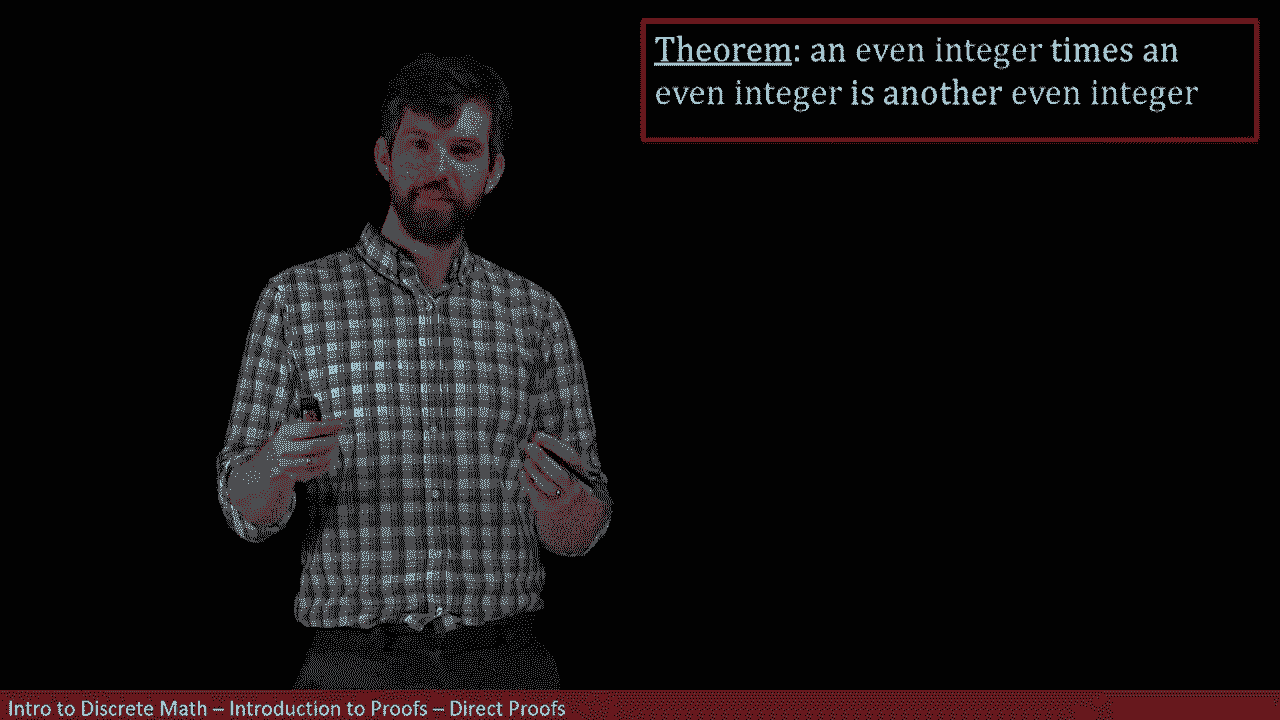 Theorem: an even integer times an
even integer is another even integer
Intro to Discrete Math – Introduction to Proofs – Direct Proofs